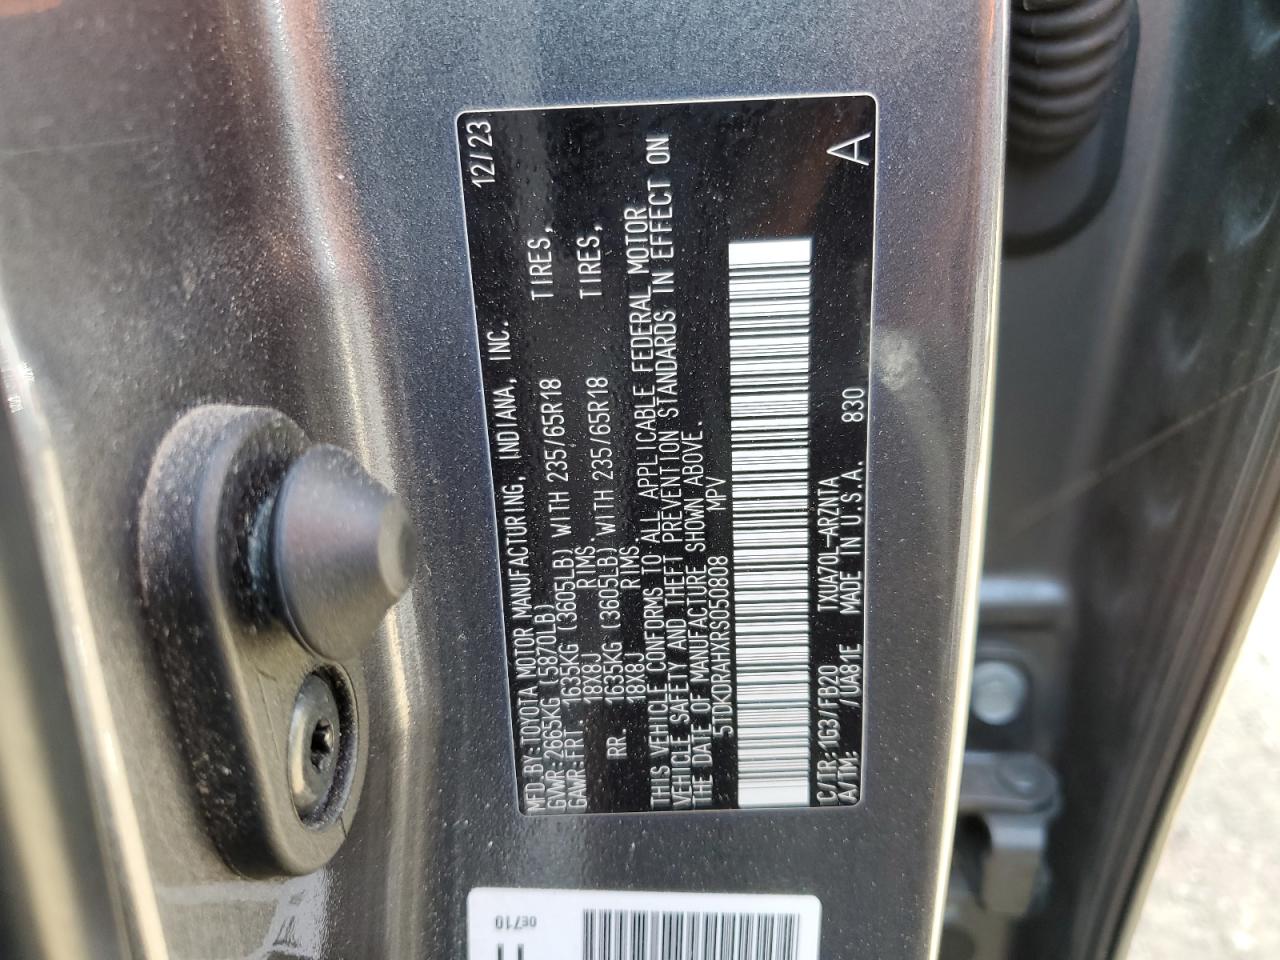 MFD BY:TOYOTA MOTOR MANUFACTURING, INDIANA, INC. 12/23
GVWR:2665KG (5870LB)
GAWR:FRT. 1635KG (3605LB) WITH 235/65R18 TIRES,
18X8J RIMS
RR. 1635KG (3605LB) WITH 235/65R18 TIRES,
18X8J RIMS
THIS VEHICLE CONFORMS TO ALL APPLICABLE FEDERAL MOTOR
VEHICLE SAFETY AND THEFT PREVENTION STANDARDS IN EFFECT ON
THE DATE OF MANUFACTURE SHOWN ABOVE.
5TDKDRAHXRS050808 MPV
C/TR:1G3/FB20 TXUA70L-ARZNTA
A/TM: /UA81E MADE IN U.S.A. 830 A
0E710